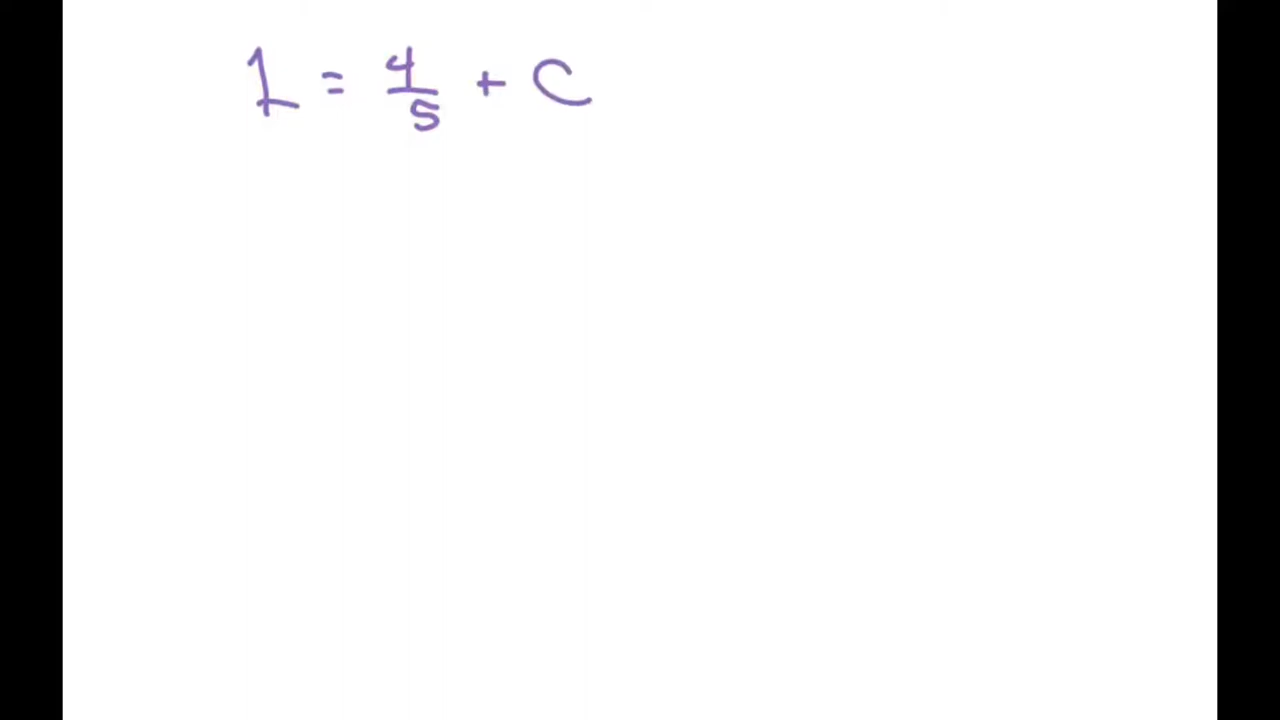 1 = 4/5 + C